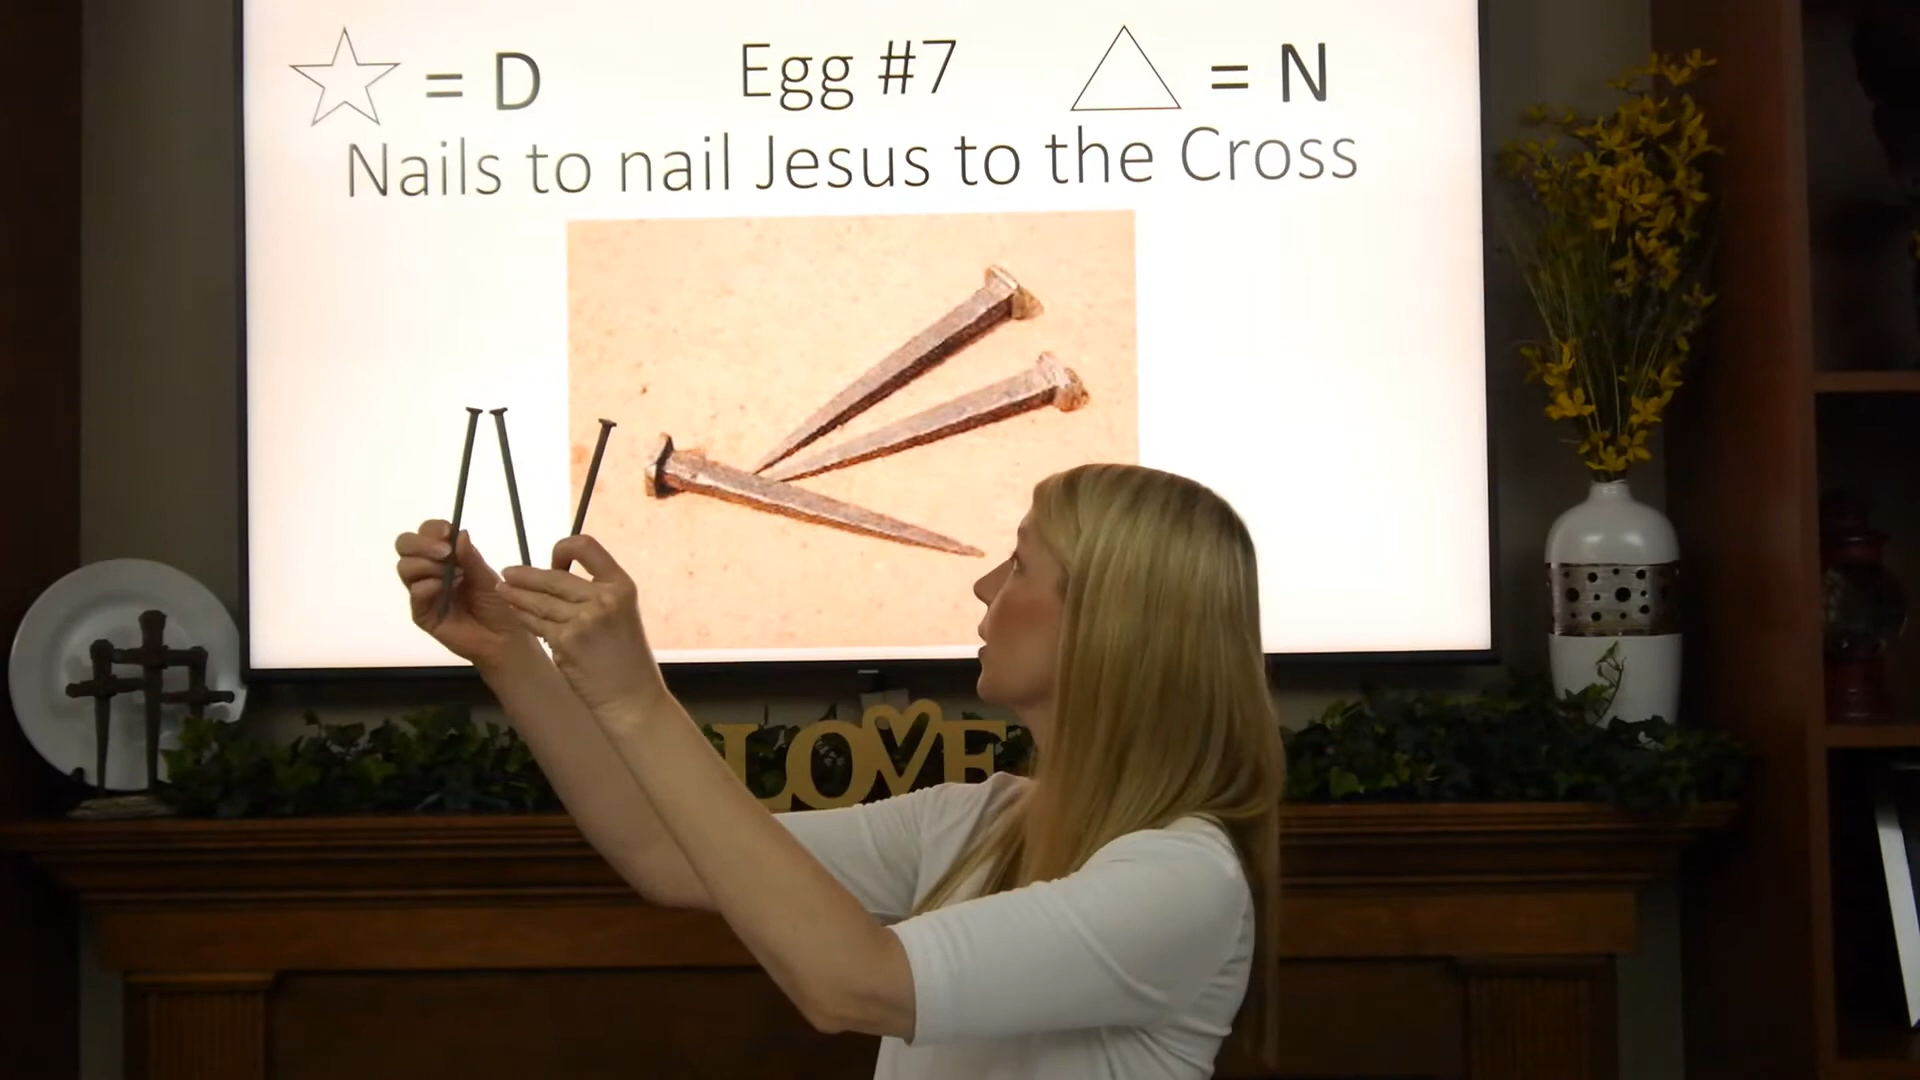 = D Egg #7 = N
Nails to nail Jesus to the Cross
LOVE